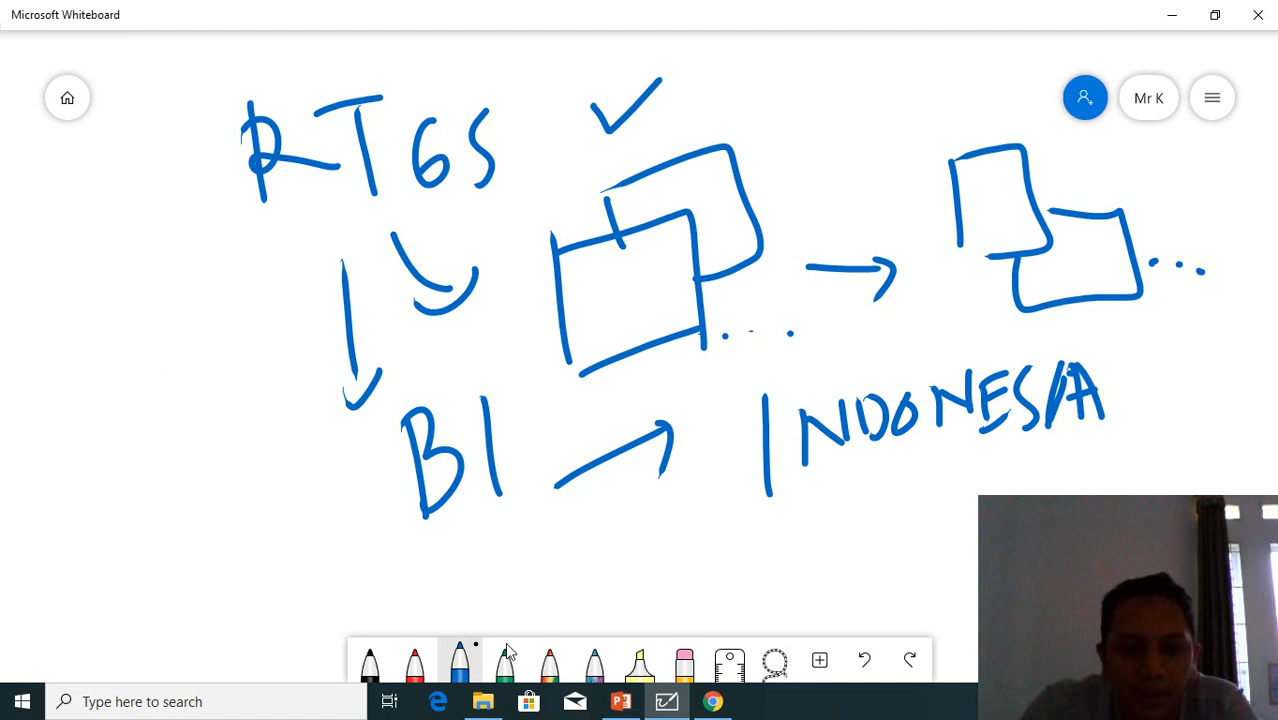 Microsoft Whiteboard
Mr K
RTGS
BI
INDONESIA
Type here to search